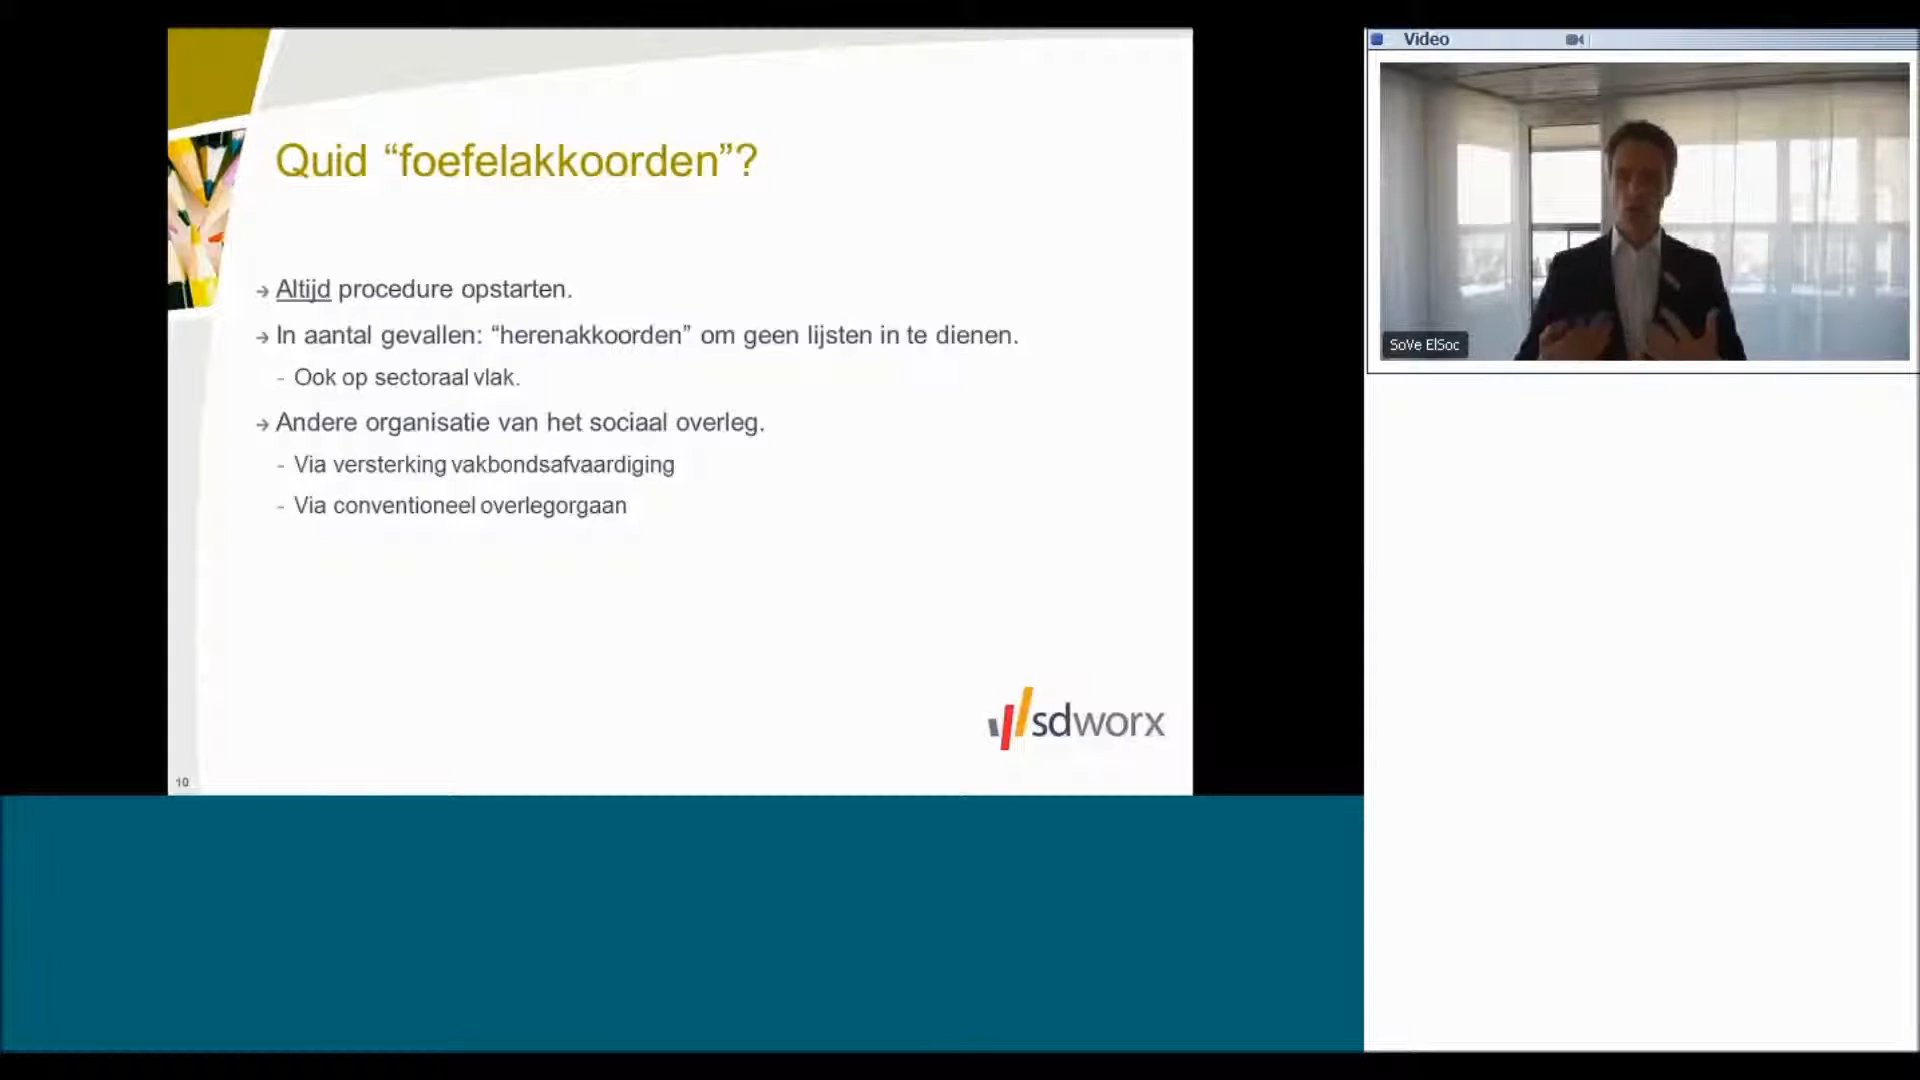 Quid “foefelakkoorden”?
→ Altijd procedure opstarten.
→ In aantal gevallen: “herenakkoorden” om geen lijsten in te dienen.
- Ook op sectoraal vlak.
→ Andere organisatie van het sociaal overleg.
- Via versterking vakbondsafvaardiging
- Via conventioneel overlegorgaan
sdworx
10
Video
SoVe ElSoc